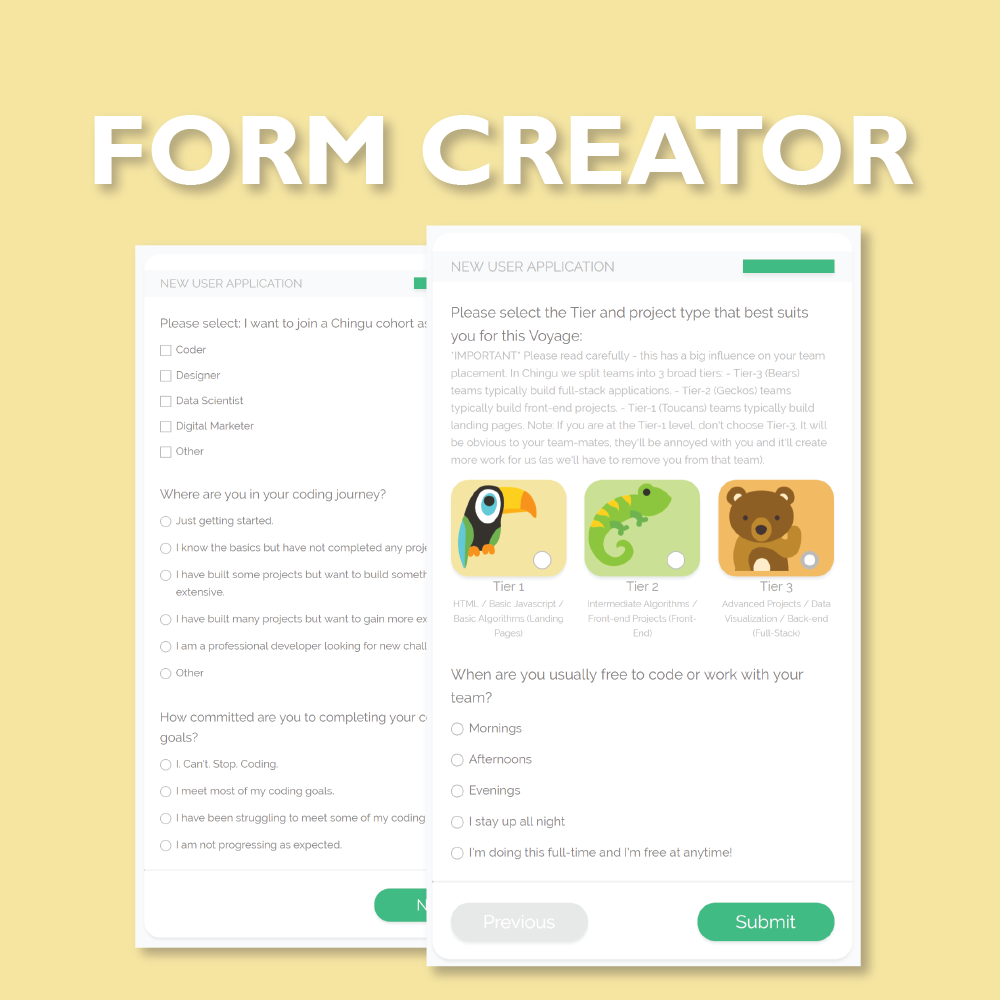 FORM CREATOR
NEW USER APPLICATION
Please select: I want to join a Chingu cohort as
Coder
Designer
Data Scientist
Digital Marketer
Other
Where are you in your coding journey?
Just getting started.
I know the basics but have not completed any
I have built some projects but want to build
extensive.
I have built many projects but want to gain more
I am a professional developer looking for new
Other
How committed are you to completing your
goals?
I. Can't. Stop. Coding.
I meet most of my coding goals.
I have been struggling to meet some of my coding
I am not progressing as expected.
NEW USER APPLICATION
Please select the Tier and project type that best suits
you for this Voyage:
*IMPORTANT* Please read carefully - this has a big influence on your team
placement. In Chingu we split teams into 3 broad tiers: - Tier-3 (Bears)
teams typically build full-stack applications. - Tier-2 (Geckos) teams
typically build front-end projects. - Tier-1 (Toucans) teams typically build
landing pages. Note: If you are at the Tier-1 level, don't choose Tier-3. It will
be obvious to your team-mates, they'll be annoyed with you and it'll create
more work for us (as we'll have to remove you from that team).
Tier 1
HTML / Basic Javascript /
Basic Algorithms (Landing
Pages)
Tier 2
Intermediate Algorithms /
Front-end Projects (Front-
End)
Tier 3
Advanced Projects / Data
Visualization / Back-end
(Full-Stack)
When are you usually free to code or work with your
team?
Mornings
Afternoons
Evenings
I stay up all night
I'm doing this full-time and I'm free at anytime!
Previous
Submit